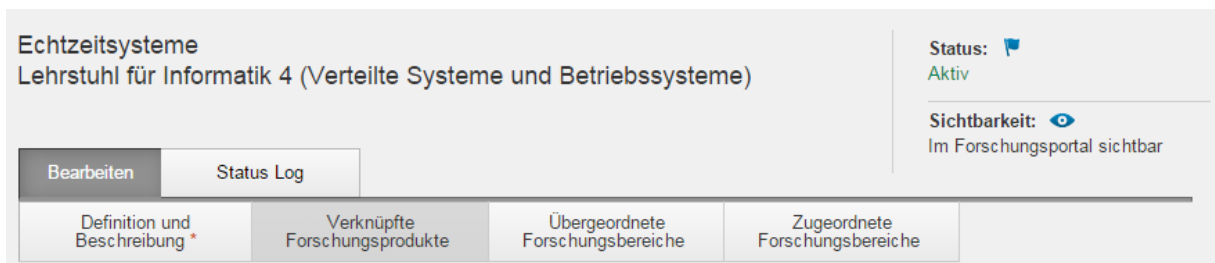 Echtzeitsysteme
Lehrstuhl für Informatik 4 (Verteilte Systeme und Betriebssysteme)
Status:
Aktiv
Sichtbarkeit:
Im Forschungsportal sichtbar
Bearbeiten
Status Log
Definition und
Beschreibung *
Verknüpfte
Forschungsprodukte
Übergeordnete
Forschungsbereiche
Zugeordnete
Forschungsbereiche